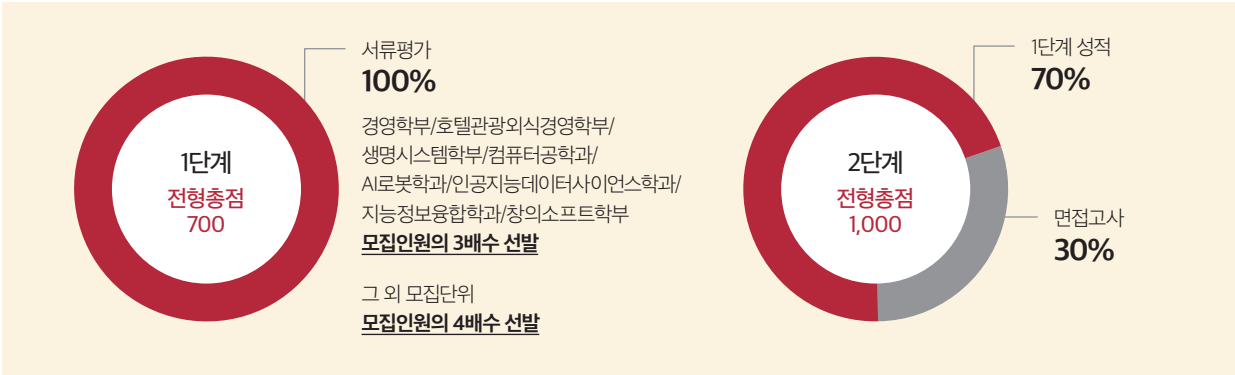 1단계
전형총점
700
서류평가
100%
경영학부/호텔관광외식경영학부/
생명시스템학부/컴퓨터공학과/
AI로봇학과/인공지능데이터사이언스학과/
지능정보융합학과/창의소프트학부
모집인원의 3배수 선발
그 외 모집단위
모집인원의 4배수 선발
2단계
전형총점
1,000
1단계 성적
70%
면접고사
30%